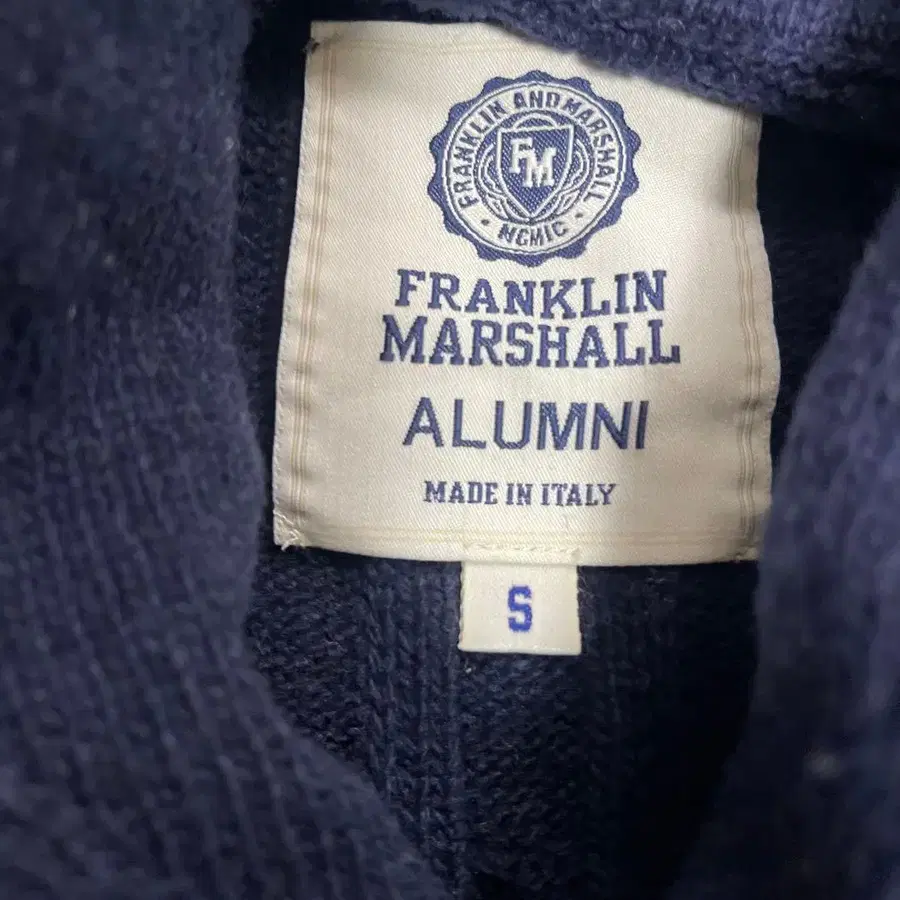 FRANKLIN AND MARSHALL
FM
MCMIC
FRANKLIN
MARSHALL
ALUMNI
MADE IN ITALY
S